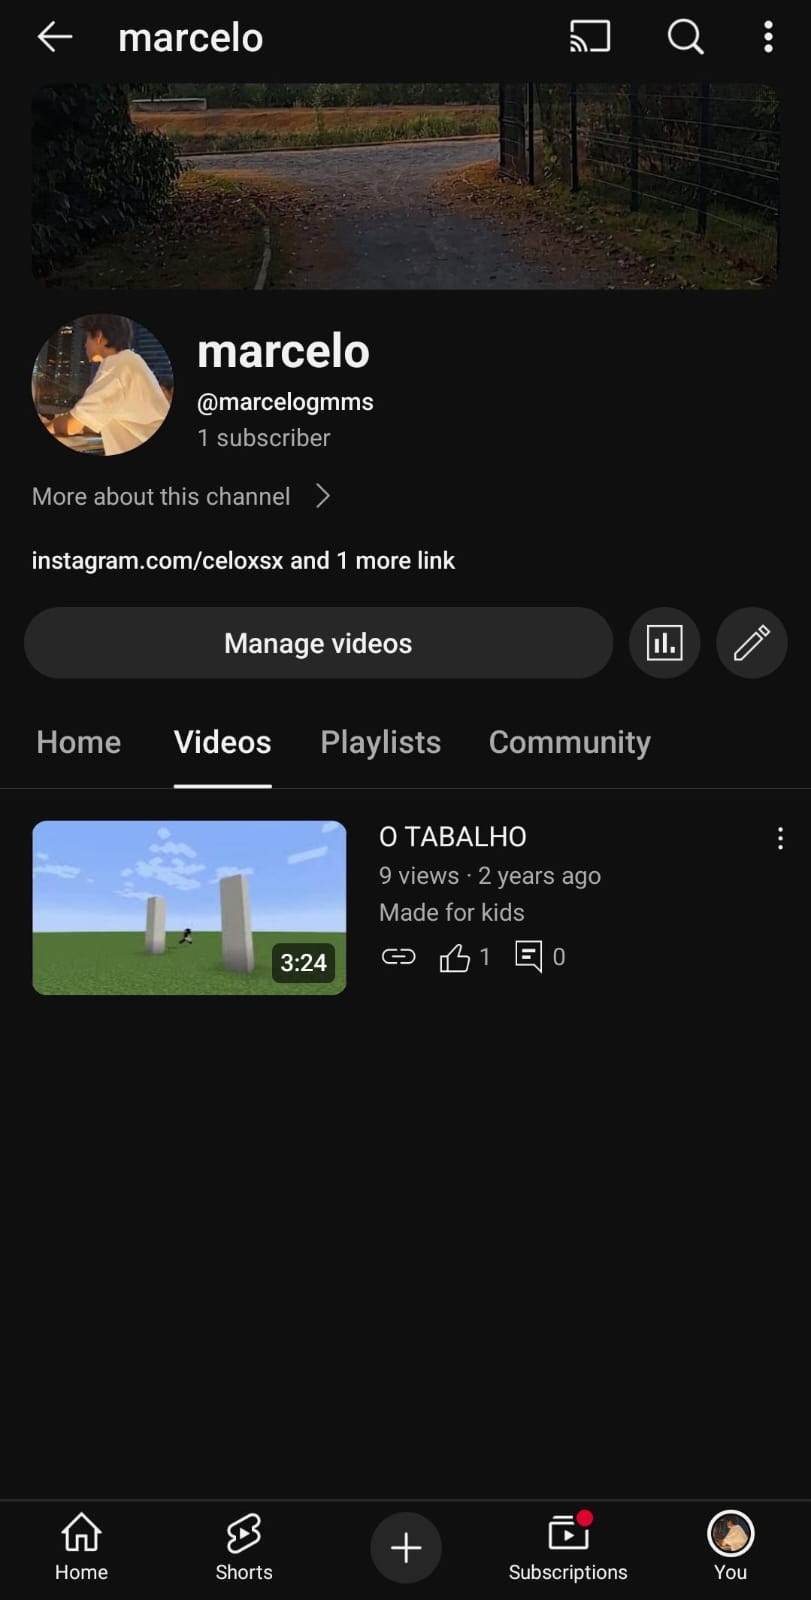 marcelo
marcelo
@marcelogmms
1 subscriber
More about this channel
instagram.com/celoxsx and 1 more link
Manage videos
Home Videos Playlists Community
O TABALHO
9 views · 2 years ago
Made for kids
1 0
3:24
Home Shorts Subscriptions You